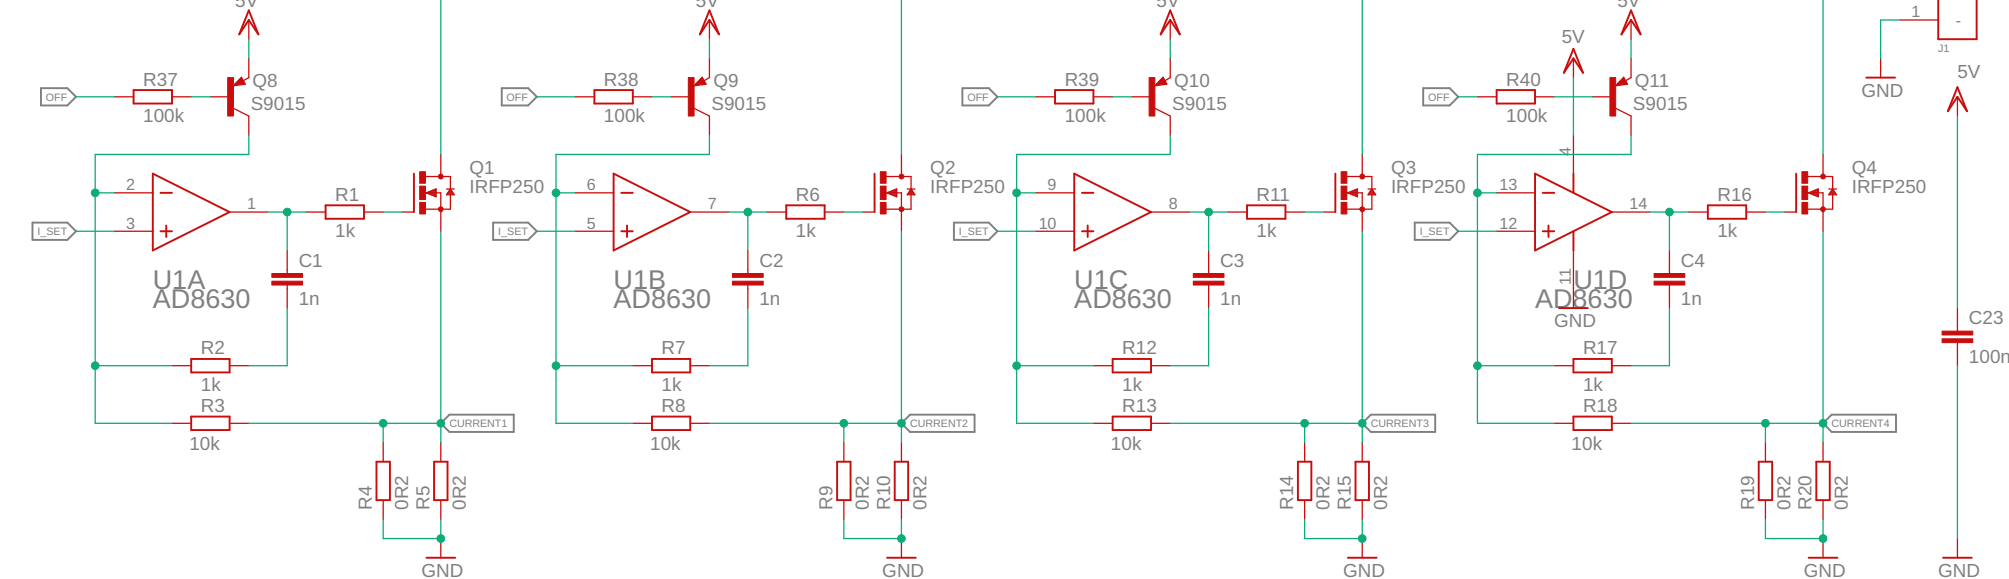 5V
5V
5V
5V
1
-
J1
5V
R37
Q8
R38
Q9
R39
Q10
R40
Q11
5V
OFF
S9015
OFF
S9015
OFF
S9015
OFF
S9015
GND
100k
100k
100k
100k
4
Q1
Q2
Q3
Q4
IRFP250
IRFP250
IRFP250
IRFP250
2
R1
6
R6
9
R11
13
R16
1
7
8
14
I_SET
3
1k
I_SET
5
1k
I_SET
10
1k
I_SET
12
1k
C1
C2
C3
C4
U1A
U1B
U1C
11
U1D
AD8630
1n
AD8630
1n
AD8630
1n
AD8630
1n
GND
C23
R2
R7
R12
R17
100n
1k
1k
1k
1k
R3
R8
R13
R18
CURRENT1
CURRENT2
CURRENT3
CURRENT4
10k
10k
10k
10k
R4
0R2
R5
0R2
R9
0R2
R10
0R2
R14
0R2
R15
0R2
R19
0R2
R20
0R2
GND
GND
GND
GND
GND